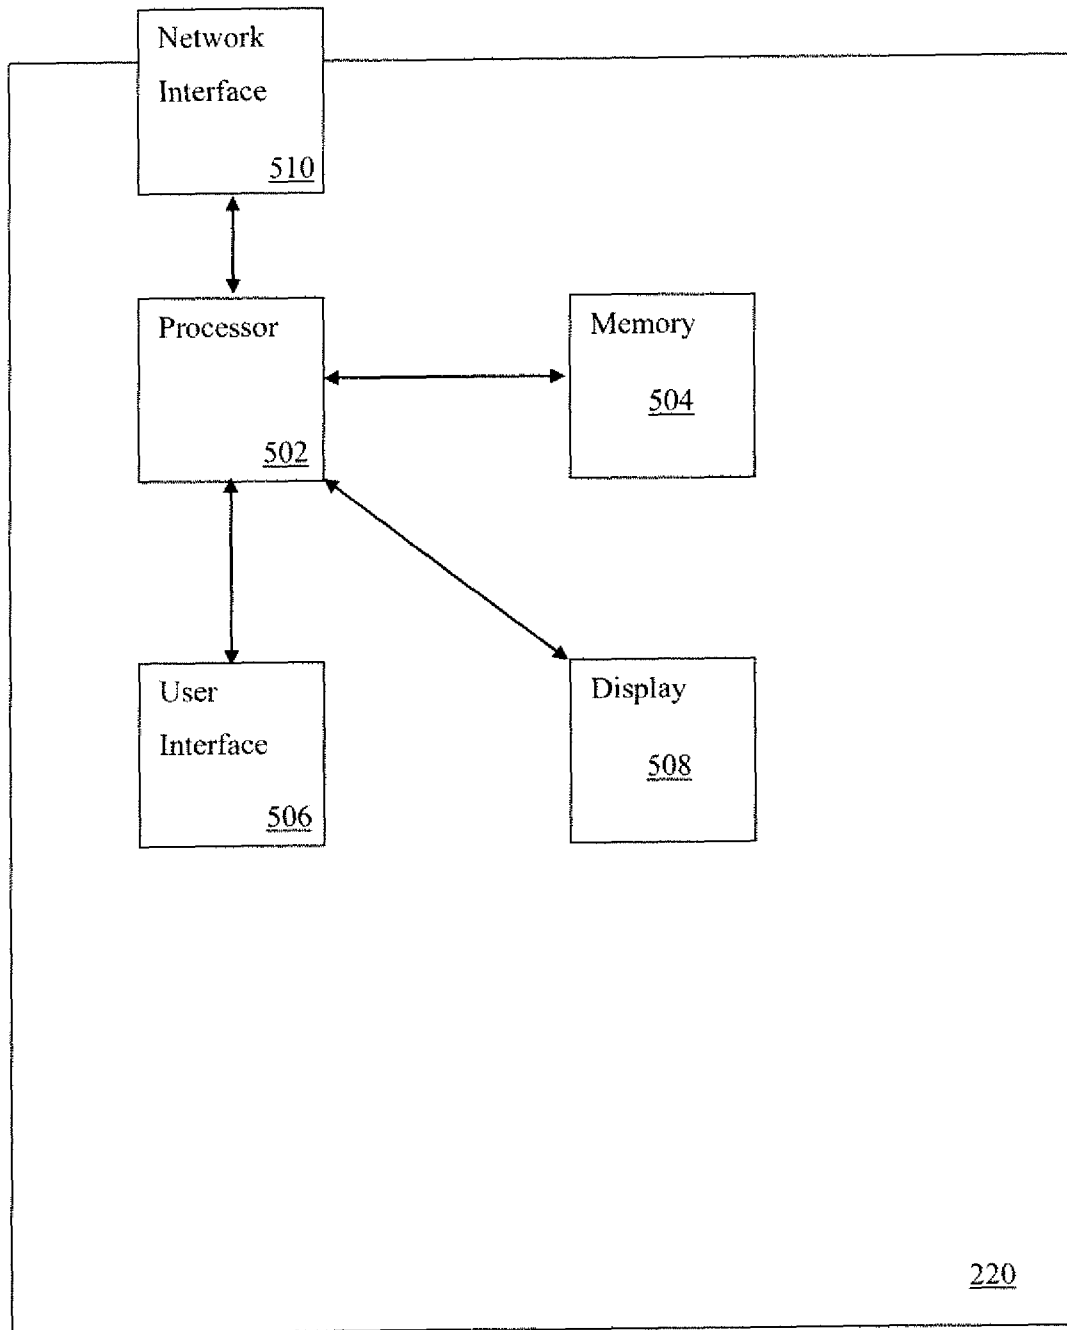 Network
Interface
510
Processor
502
Memory
504
User
Interface
506
Display
508
220